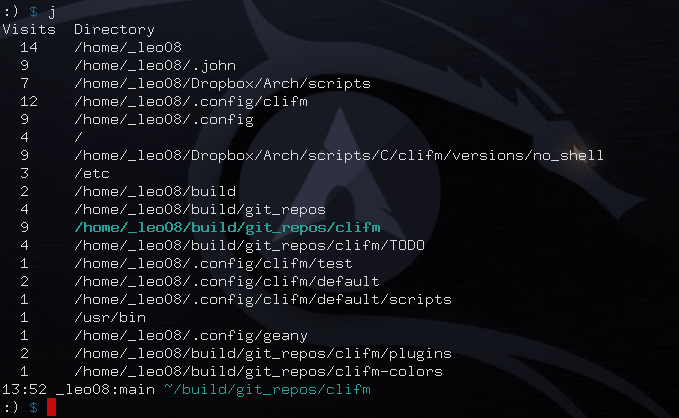 :) $ j
Visits  Directory
14    /home/_leo08
9     /home/_leo08/.john
7     /home/_leo08/Dropbox/Arch/scripts
12    /home/_leo08/.config/clifm
9     /home/_leo08/.config
4     /
9     /home/_leo08/Dropbox/Arch/scripts/C/clifm/versions/no_shell
3     /etc
2     /home/_leo08/build
4     /home/_leo08/build/git_repos
9     /home/_leo08/build/git_repos/clifm
4     /home/_leo08/build/git_repos/clifm/TODO
1     /home/_leo08/.config/clifm/test
2     /home/_leo08/.config/clifm/default
1     /home/_leo08/.config/clifm/default/scripts
1     /usr/bin
1     /home/_leo08/.config/geany
2     /home/_leo08/build/git_repos/clifm/plugins
1     /home/_leo08/build/git_repos/clifm-colors
13:52 _leo08:main ~/build/git_repos/clifm
:) $